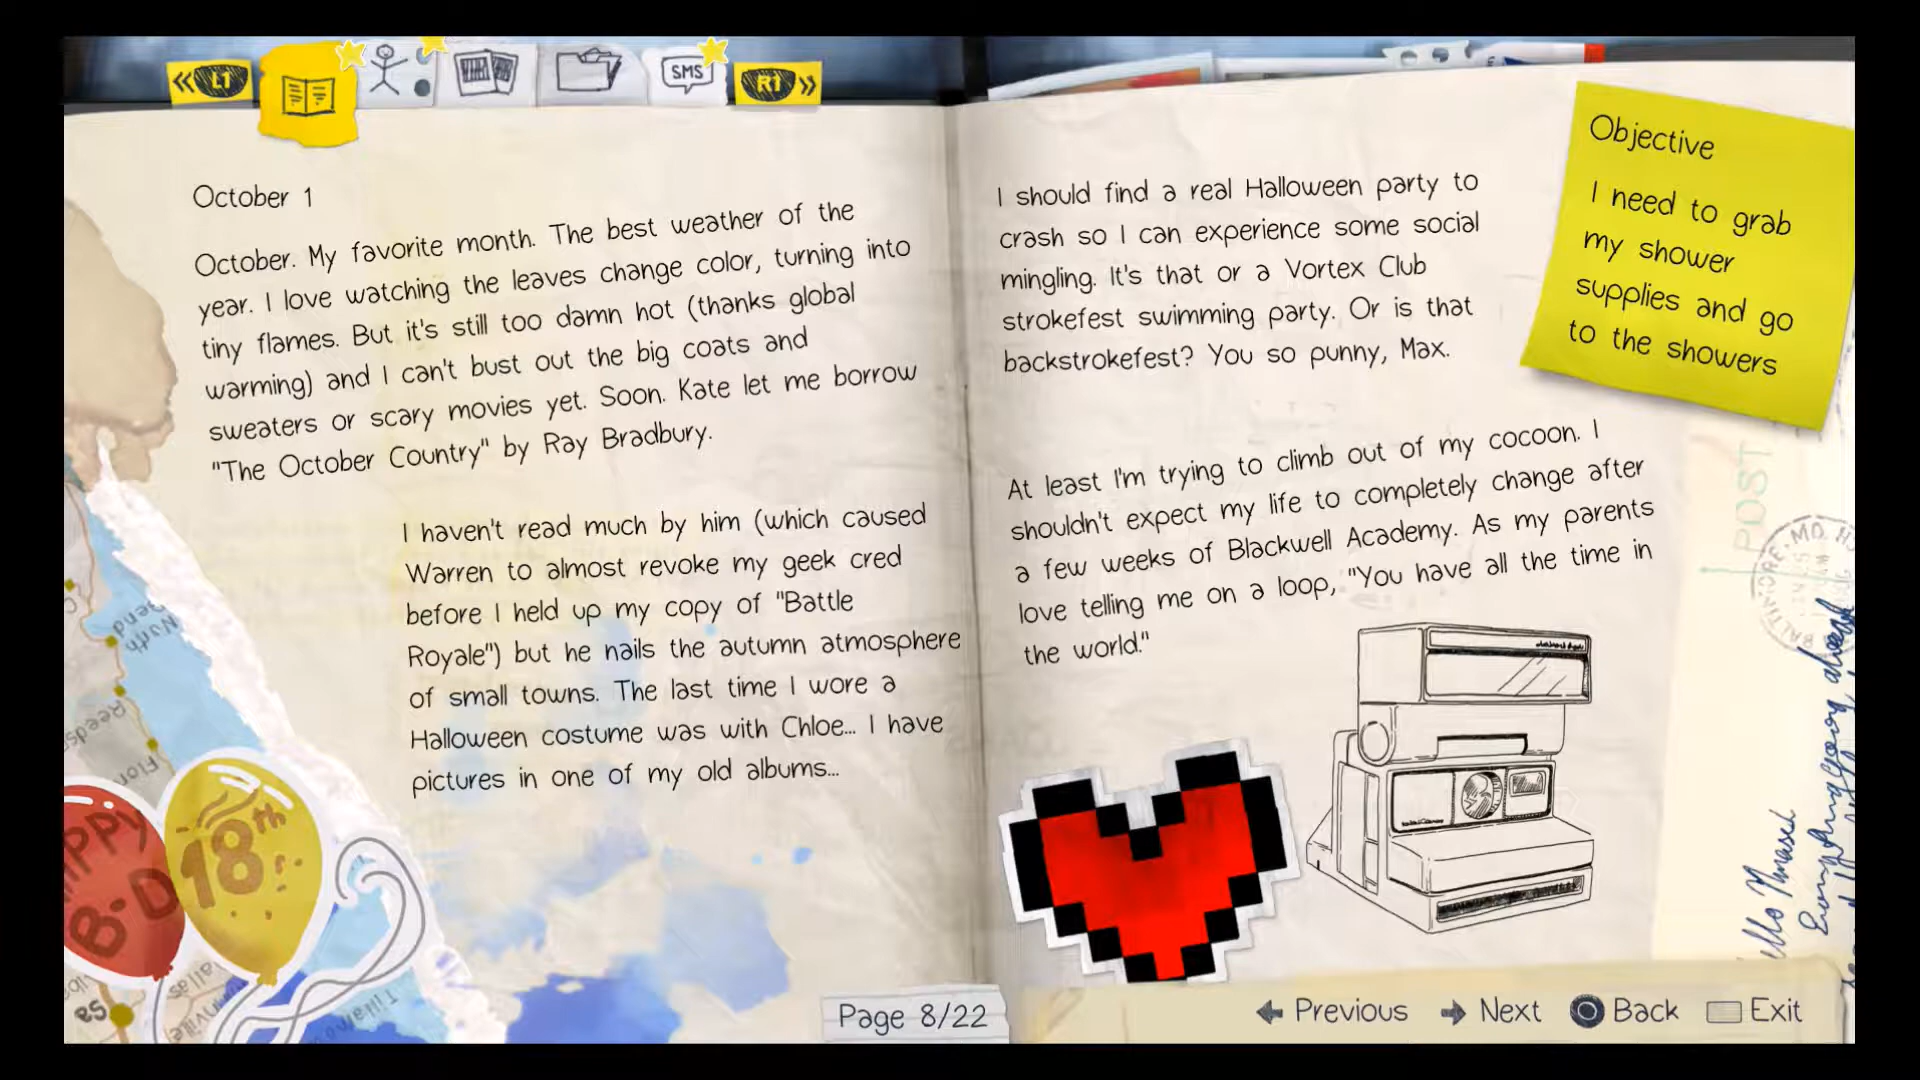 L1
SMS
R1
October 1
October. My favorite month. The best weather of the
year. I love watching the leaves change color, turning into
tiny flames. But it's still too damn hot (thanks global
warming) and I can't bust out the big coats and
sweaters or scary movies yet. Soon. Kate let me borrow
"The October Country" by Ray Bradbury.
I haven't read much by him (which caused
Warren to almost revoke my geek cred
before I held up my copy of "Battle
Royale") but he nails the autumn atmosphere
of small towns. The last time I wore a
Halloween costume was with Chloe... I have
pictures in one of my old albums...
I should find a real Halloween party to
crash so I can experience some social
mingling. It's that or a Vortex Club
strokefest swimming party. Or is that
backstrokefest? You so punny, Max.
At least I'm trying to climb out of my cocoon. I
shouldn't expect my life to completely change after
a few weeks of Blackwell Academy. As my parents
love telling me on a loop, "You have all the time in
the world."
Objective
I need to grab
my shower
supplies and go
to the showers
POST
North
Bend
18th
Page 8/22
Previous
Next
Back
Exit